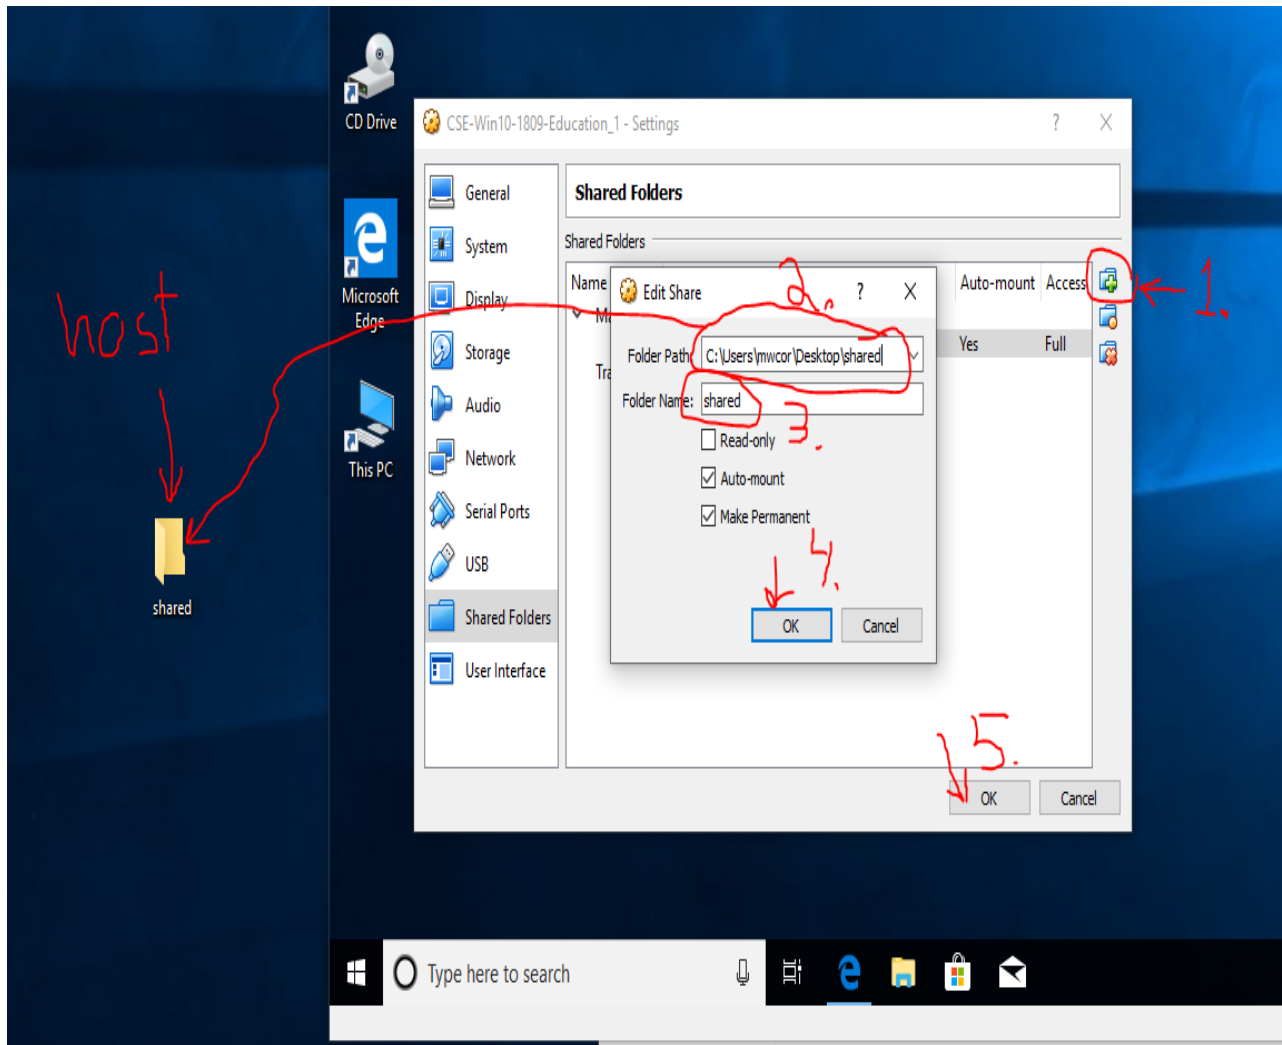 CD Drive
CSE-Win10-1809-Education_1 - Settings
?
General
Shared Folders
System
Shared Folders
Microsoft
Edge
host
Display
Name
Auto-mount
Access
1.
Edit Share
2.
?
Ma
Storage
Folder Path:
C:\Users\mwcor\Desktop\shared
Yes
Full
Tra
Audio
Folder Name:
shared
3.
Read-only
This PC
Network
Auto-mount
Serial Ports
Make Permanent
4.
USB
shared
Shared Folders
OK
Cancel
User Interface
5.
OK
Cancel
Type here to search